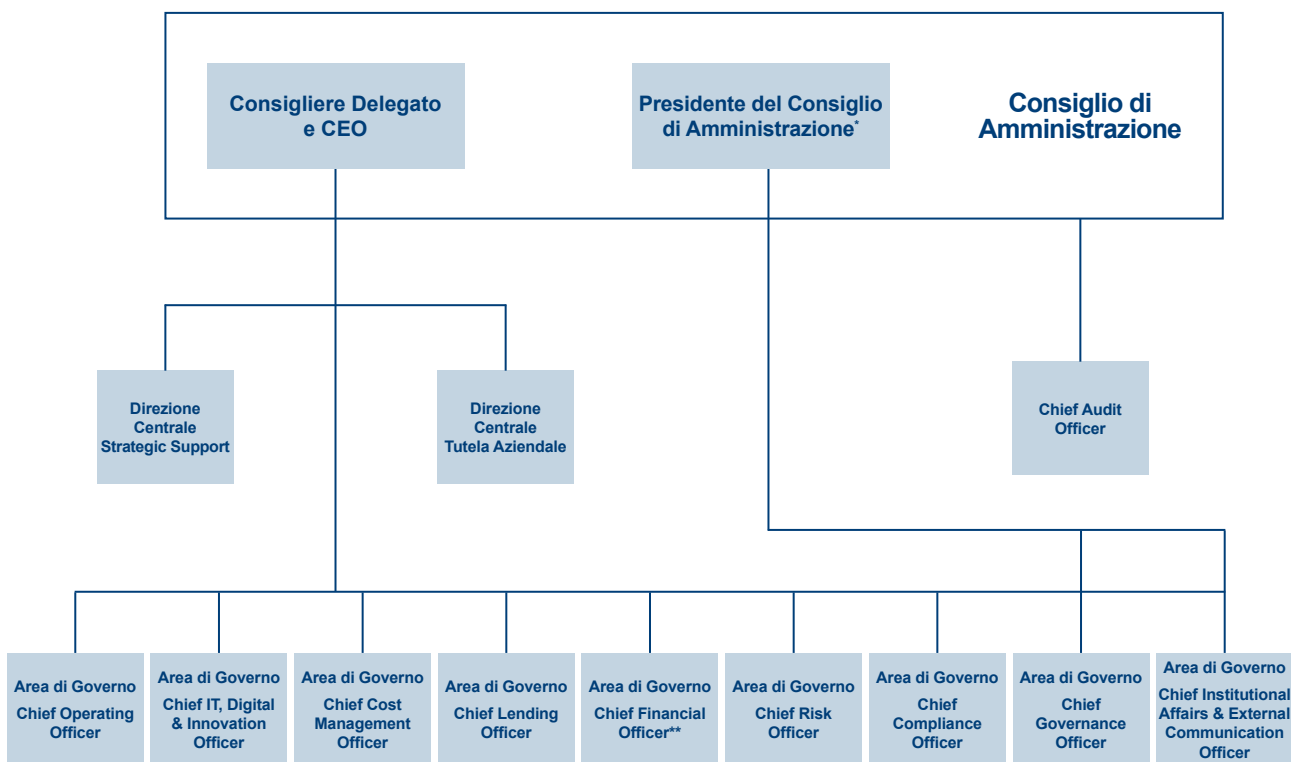 Consigliere Delegato
e CEO
Presidente del Consiglio
di Amministrazione*
Consiglio di
Amministrazione
Direzione
Centrale
Strategic Support
Direzione
Centrale
Tutela Aziendale
Chief Audit
Officer
Area di Governo
Chief Operating
Officer
Area di Governo
Chief IT, Digital
& Innovation
Officer
Area di Governo
Chief Cost
Management
Officer
Area di Governo
Chief Lending
Officer
Area di Governo
Chief Financial
Officer**
Area di Governo
Chief Risk
Officer
Area di Governo
Chief
Compliance
Officer
Area di Governo
Chief
Governance
Officer
Area di Governo
Chief Institutional
Affairs & External
Communication
Officer